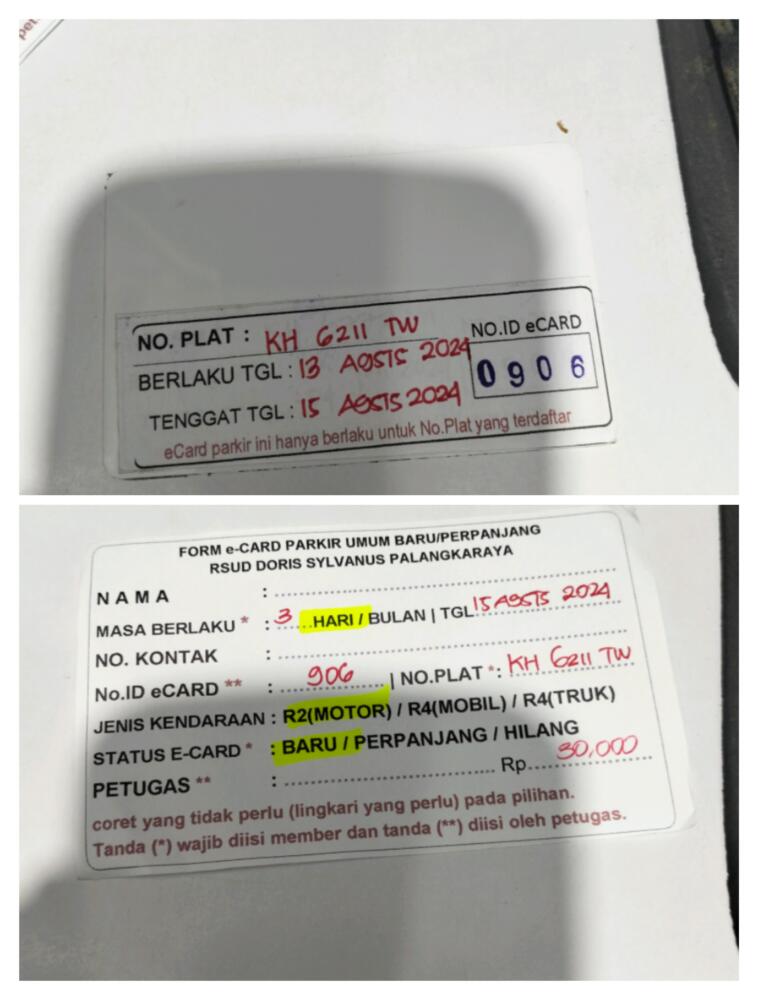 pet
NO. PLAT : KH 6211 TW
NO.ID eCARD
BERLAKU TGL : 13 AGSTS 2024
0906
TENGGAT TGL : 15 AGSTS 2024
eCard parkir ini hanya berlaku untuk No.Plat yang terdaftar
FORM e-CARD PARKIR UMUM BARU/PERPANJANG
RSUD DORIS SYLVANUS PALANGKARAYA
NAMA :
MASA BERLAKU * : 3 HARI / BULAN | TGL 15 AGSTS 2024
NO. KONTAK :
No.ID eCARD ** : 906 | NO.PLAT *: KH 6211 TW
JENIS KENDARAAN : R2(MOTOR) / R4(MOBIL) / R4(TRUK)
STATUS E-CARD * : BARU / PERPANJANG / HILANG
PETUGAS ** : Rp. 30,000
coret yang tidak perlu (lingkari yang perlu) pada pilihan.
Tanda (*) wajib diisi member dan tanda (**) diisi oleh petugas.